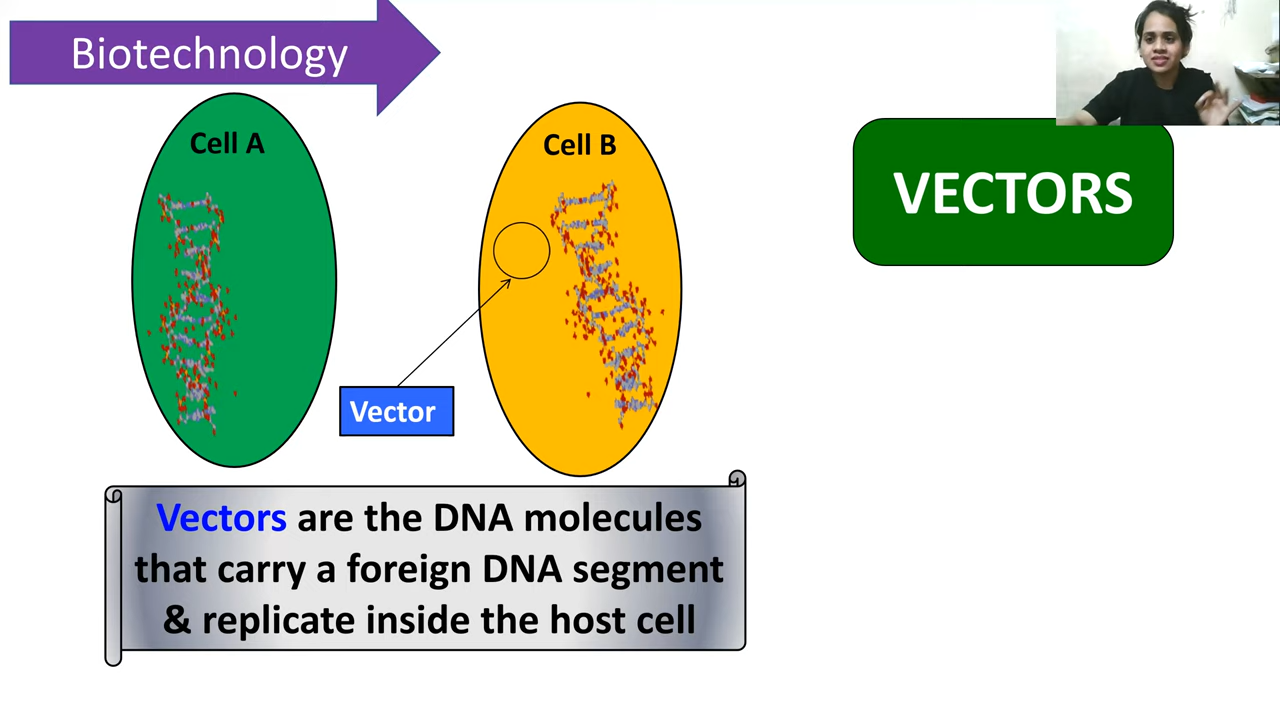 Biotechnology
Cell A
Cell B
VECTORS
Vector
Vectors are the DNA molecules
that carry a foreign DNA segment
& replicate inside the host cell